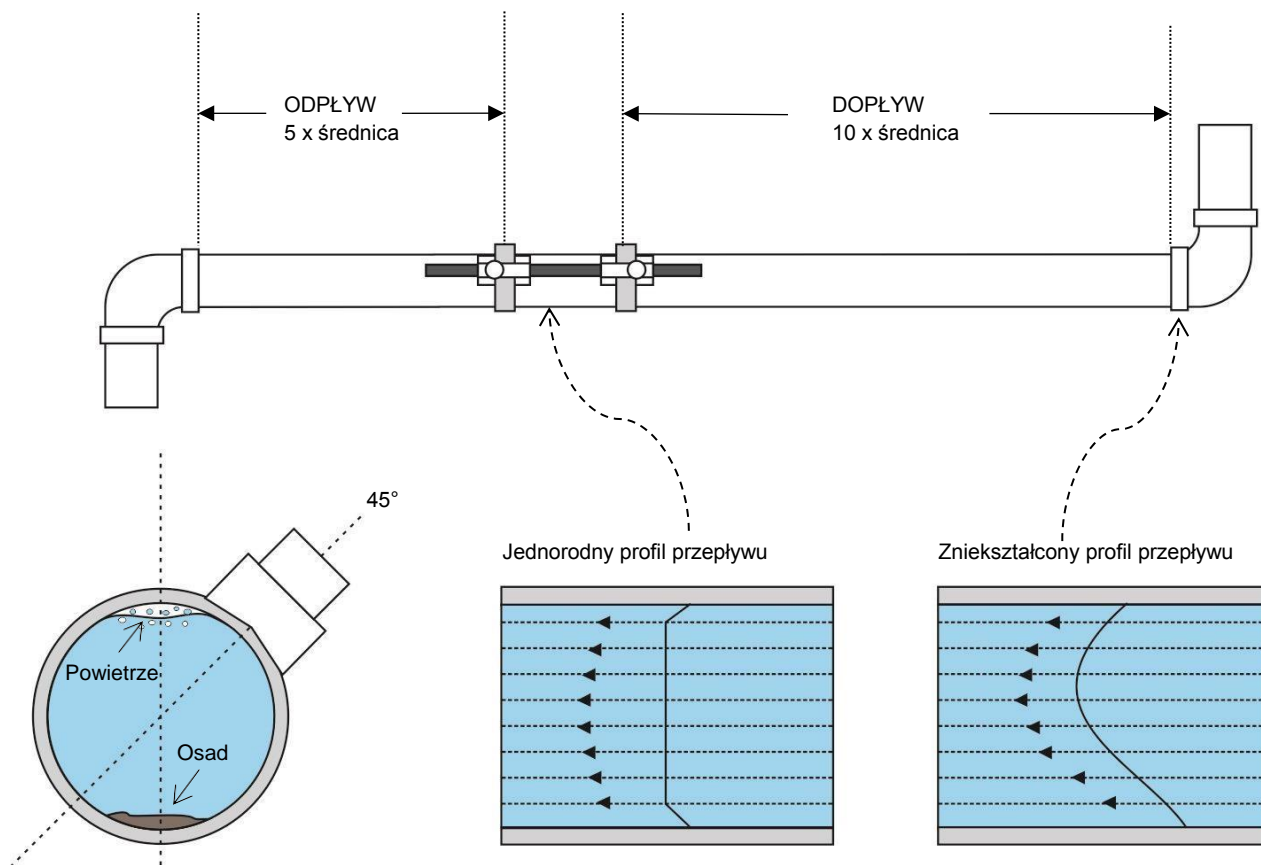 ODPŁYW
5 x średnica
DOPŁYW
10 x średnica
45°
Powietrze
Osad
Jednorodny profil przepływu
Zniekształcony profil przepływu